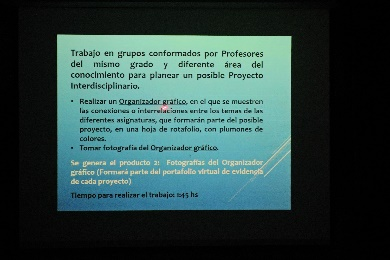 Trabajo en grupos conformados por Profesores
del mismo grado y diferente área del
conocimiento para planear un posible Proyecto
Interdisciplinario.
• Realizar un Organizador gráfico, en el que se muestren
las conexiones o interrelaciones entre los temas de las
diferentes asignaturas, que formarán parte del posible
proyecto, en una hoja de rotafolio, con plumones de
colores.
• Tomar fotografía del Organizador gráfico.
Se genera el producto 2: Fotografías del Organizador
gráfico (Formará parte del portafolio virtual de evidencia
de cada proyecto)
Tiempo para realizar el trabajo: 1:45 hs